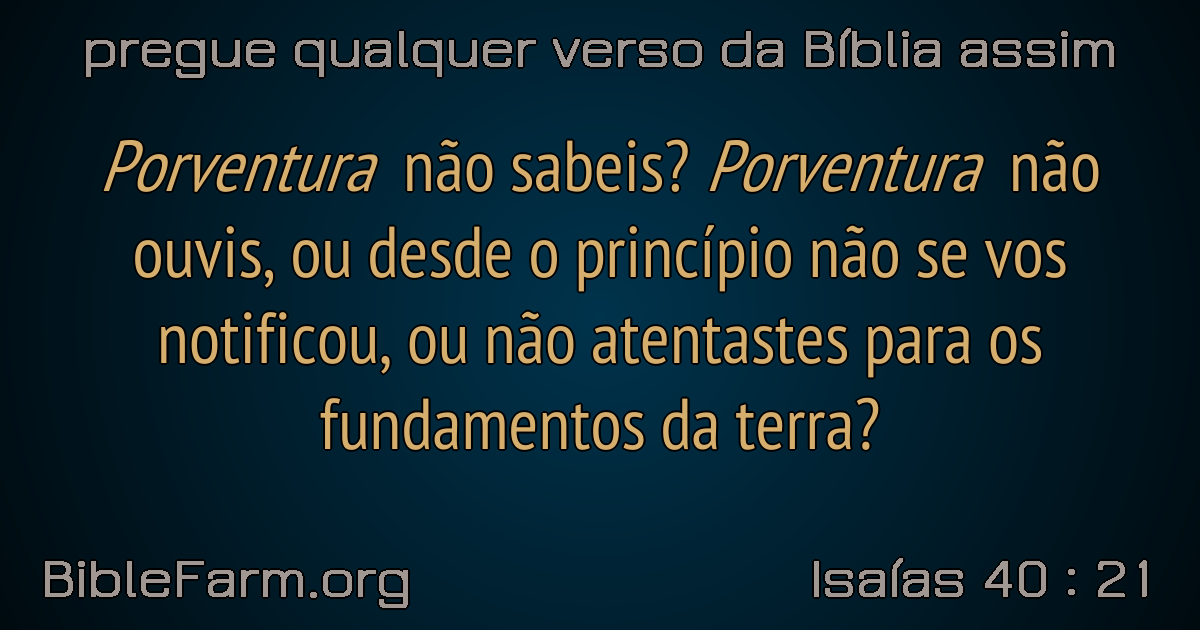 pregue qualquer verso da Bíblia assim
Porventura não sabeis? Porventura não
ouvis, ou desde o princípio não se vos
notificou, ou não atentastes para os
fundamentos da terra?
BibleFarm.org
Isaías 40 : 21